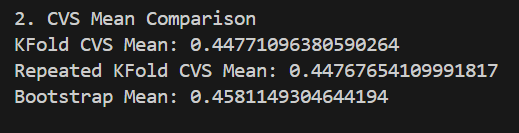 2. CVS Mean Comparison
KFold CVS Mean: 0.44771096380590264
Repeated KFold CVS Mean: 0.44767654109991817
Bootstrap Mean: 0.4581149304644194